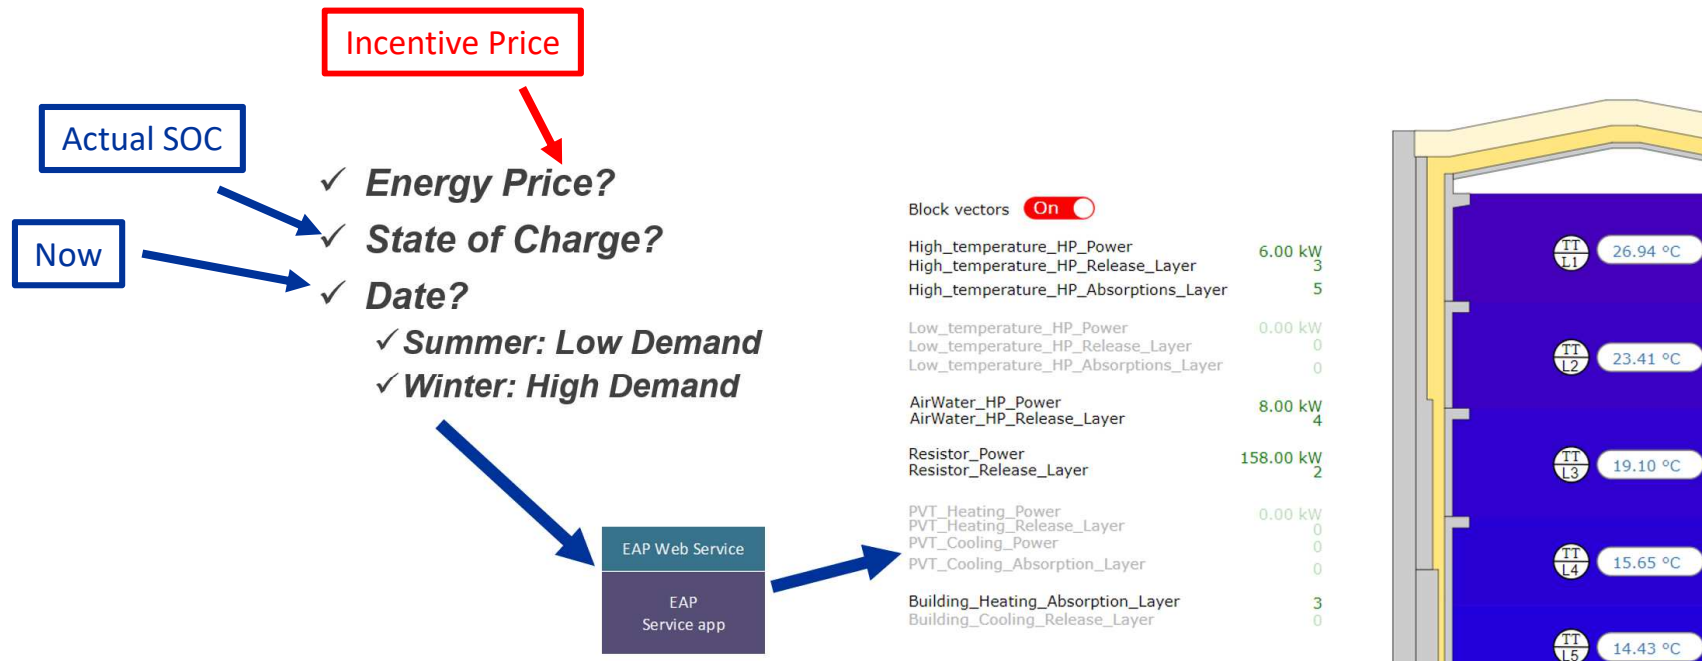 Incentive Price
Actual SOC
Now
✓ Energy Price?
✓ State of Charge?
✓ Date?
✓ Summer: Low Demand
✓ Winter: High Demand
EAP Web Service
EAP
Service app
Block vectors On
High_temperature_HP_Power 6.00 kW
High_temperature_HP_Release_Layer 3
High_temperature_HP_Absorptions_Layer 5
Low_temperature_HP_Power 0.00 kW
Low_temperature_HP_Release_Layer 0
Low_temperature_HP_Absorptions_Layer 0
AirWater_HP_Power 8.00 kW
AirWater_HP_Release_Layer 4
Resistor_Power 158.00 kW
Resistor_Release_Layer 2
PVT_Heating_Power 0.00 kW
PVT_Heating_Release_Layer 0
PVT_Cooling_Power 0
PVT_Cooling_Absorption_Layer 0
Building_Heating_Absorption_Layer 3
Building_Cooling_Release_Layer 0
TT L1 26.94 °C
TT L2 23.41 °C
TT L3 19.10 °C
TT L4 15.65 °C
TT L5 14.43 °C